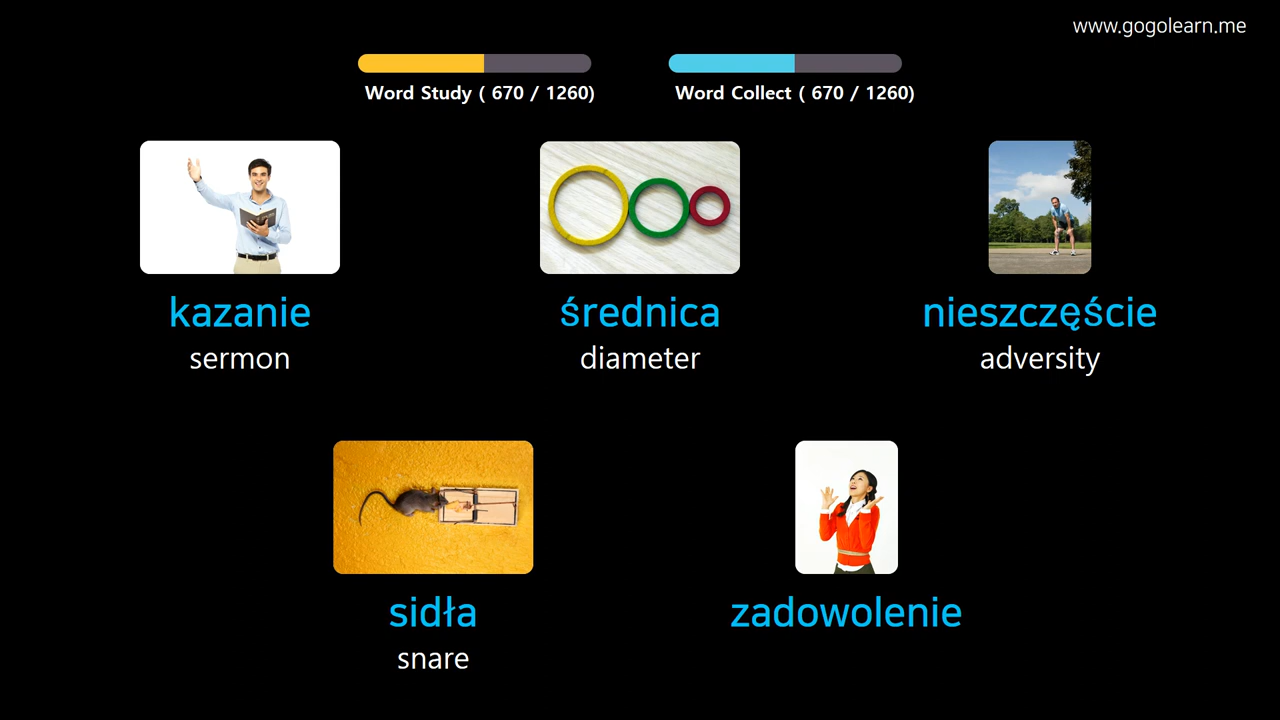 www.gogolearn.me
Word Study ( 670 / 1260)
Word Collect ( 670 / 1260)
kazanie
sermon
średnica
diameter
nieszczęście
adversity
sidła
snare
zadowolenie